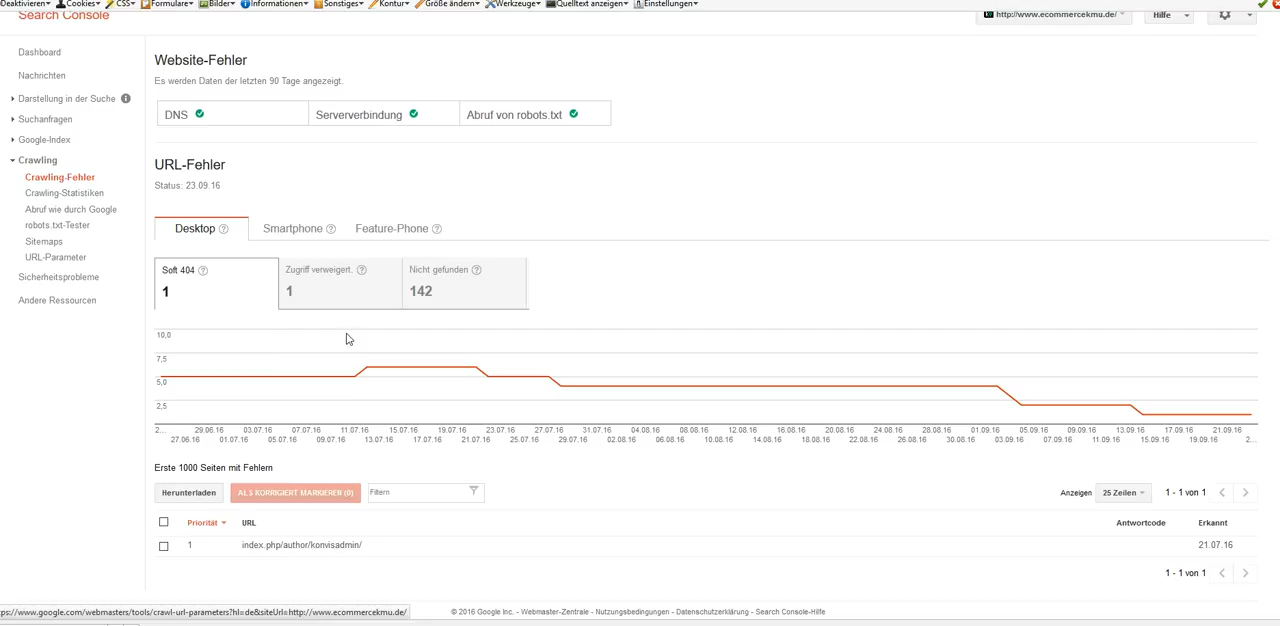 Deaktivieren▾ Cookies▾ CSS▾ Formulare▾ Bilder▾ Informationen▾ Sonstiges▾ Kontur▾ Größe ändern▾ Werkzeuge▾ Quelltext anzeigen▾ Einstellungen▾
Search Console
http://www.ecommercekmu.de/
Hilfe
Dashboard
Nachrichten
Darstellung in der Suche
Suchanfragen
Google-Index
Crawling
Crawling-Fehler
Crawling-Statistiken
Abruf wie durch Google
robots.txt-Tester
Sitemaps
URL-Parameter
Sicherheitsprobleme
Andere Ressourcen
Website-Fehler
Es werden Daten der letzten 90 Tage angezeigt.
DNS Serververbindung Abruf von robots.txt
URL-Fehler
Status: 23.09.16
Desktop Smartphone Feature-Phone
Soft 404 Zugriff verweigert. Nicht gefunden
1 1 142
10,0
7,5
5,0
2,5
2... 29.06.16 03.07.16 07.07.16 11.07.16 15.07.16 19.07.16 23.07.16 27.07.16 31.07.16 04.08.16 08.08.16 12.08.16 16.08.16 20.08.16 24.08.16 28.08.16 01.09.16 05.09.16 09.09.16 13.09.16 17.09.16 21.09.16
27.06.16 01.07.16 05.07.16 09.07.16 13.07.16 17.07.16 21.07.16 25.07.16 29.07.16 02.08.16 06.08.16 10.08.16 14.08.16 18.08.16 22.08.16 26.08.16 30.08.16 03.09.16 07.09.16 11.09.16 15.09.16 19.09.16 2...
Erste 1000 Seiten mit Fehlern
Herunterladen ALS KORRIGIERT MARKIEREN (0) Filtern Anzeigen 25 Zeilen 1 - 1 von 1
Priorität URL Antwortcode Erkannt
1 index.php/author/konvisadmin/ 21.07.16
1 - 1 von 1
ps://www.google.com/webmasters/tools/crawl-url-parameters?hl=de&siteUrl=http://www.ecommercekmu.de/
© 2016 Google Inc. - Webmaster-Zentrale - Nutzungsbedingungen - Datenschutzerklärung - Search Console-Hilfe